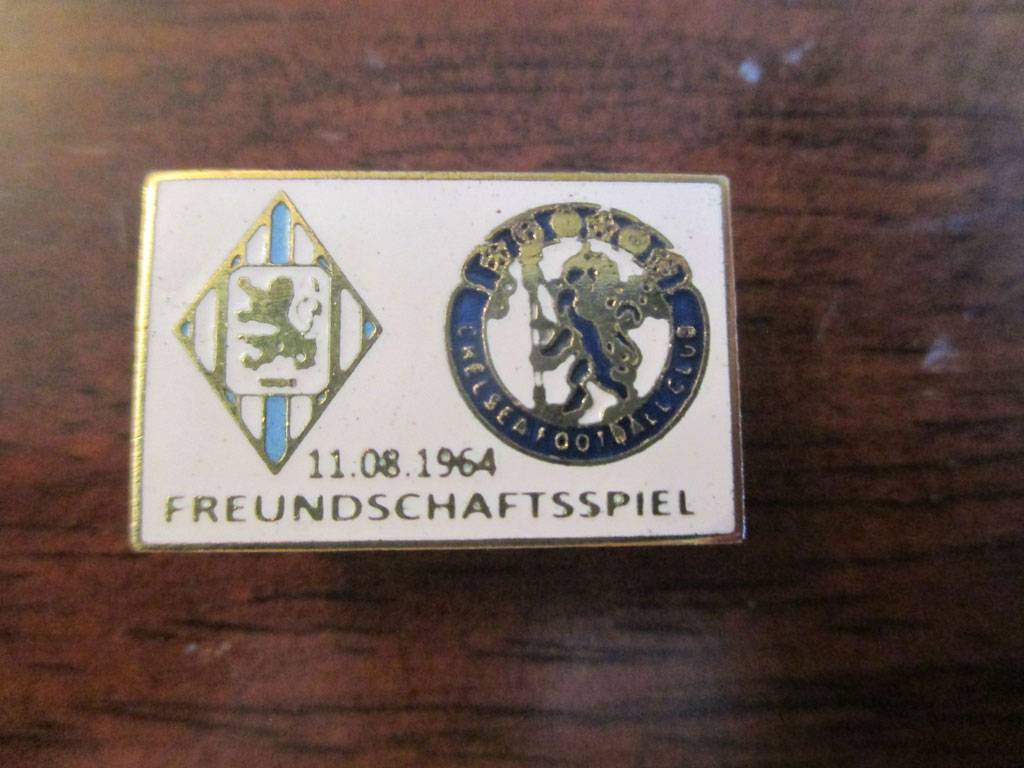 CHELSEA FOOTBALL CLUB
11.08.1964
FREUNDSCHAFTSSPIEL